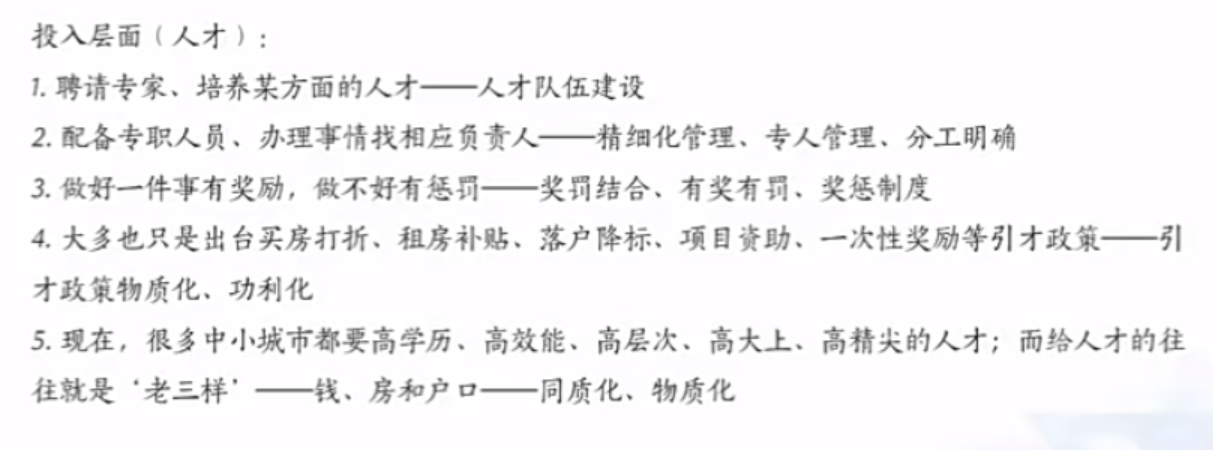 投入层面（人才）：
1. 聘请专家、培养某方面的人才——人才队伍建设
2. 配备专职人员、办理事情找相应负责人——精细化管理、专人管理、分工明确
3. 做好一件事有奖励，做不好有惩罚——奖罚结合、有奖有罚、奖惩制度
4. 大多也只是出台买房打折、租房补贴、落户降标、项目资助、一次性奖励等引才政策——引
才政策物质化、功利化
5. 现在，很多中小城市都要高学历、高效能、高层次、高大上、高精尖的人才；而给人才的往
往就是‘老三样’——钱、房和户口——同质化、物质化